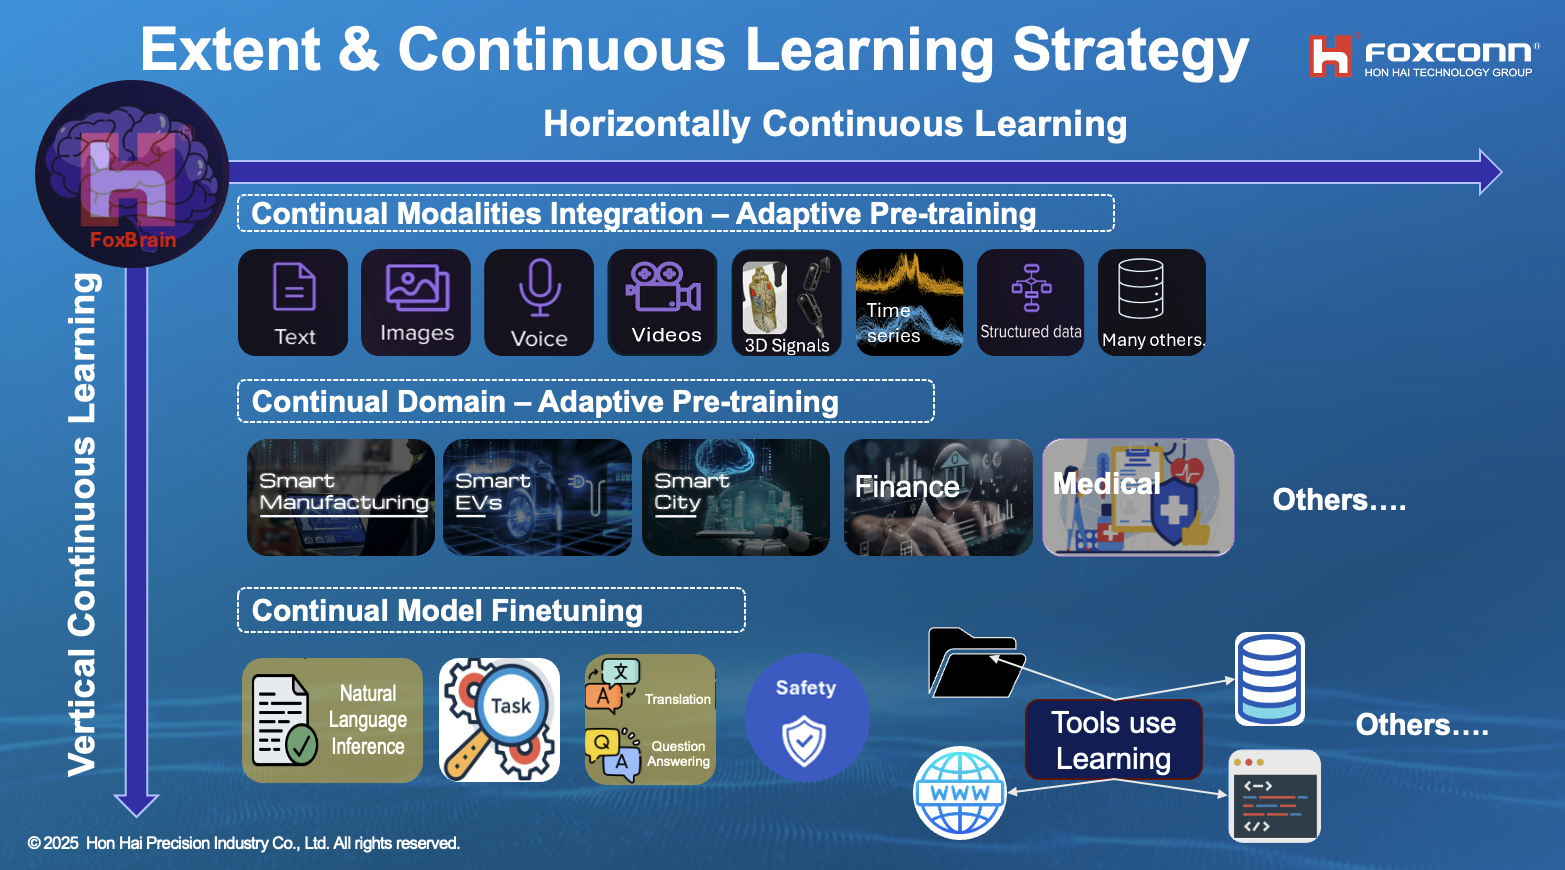 Extent & Continuous Learning Strategy
FOXCONN®
HON HAI TECHNOLOGY GROUP
Horizontally Continuous Learning
H®
FoxBrain
Vertical Continuous Learning
Continual Modalities Integration – Adaptive Pre-training
Text
Images
Voice
Videos
3D Signals
Time
series
Structured data
Many others.
Continual Domain – Adaptive Pre-training
Smart
Manufacturing
Smart
EVs
Smart
City
Finance
Medical
Others….
Continual Model Finetuning
Natural
Language
Inference
Task
文
A
Translation
Q
A
Question
Answering
Safety
Tools use
Learning
WWW
<-->
</>
Others….
© 2025 Hon Hai Precision Industry Co., Ltd. All rights reserved.